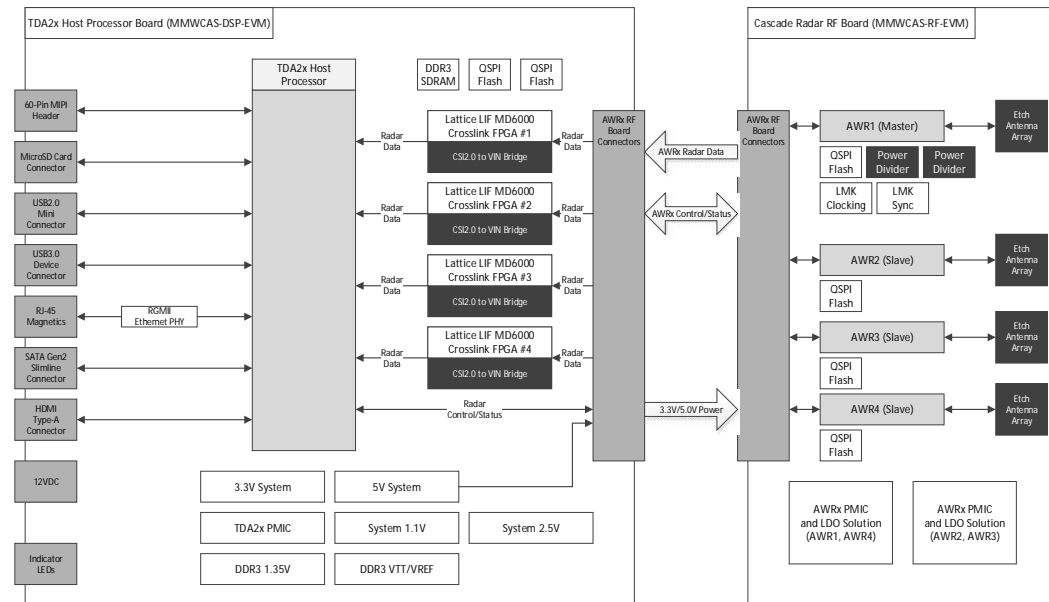 TDA2x Host Processor Board (MMWCAS-DSP-EVM)
Cascade Radar RF Board (MMWCAS-RF-EVM)
60-Pin MIPI
Header
MicroSD Card
Connector
USB2.0
Mini
Connector
USB3.0
Device
Connector
RJ-45
Magnetics
RGMII
Ethernet PHY
SATA Gen2
Slimline
Connector
HDMI
Type-A
Connector
12VDC
Indicator
LEDs
TDA2x Host
Processor
DDR3
SDRAM
QSPI
Flash
QSPI
Flash
Radar
Data
Lattice LIF MD6000
Crosslink FPGA #1
CSI2.0 to VIN Bridge
Radar
Data
Radar
Data
Lattice LIF MD6000
Crosslink FPGA #2
CSI2.0 to VIN Bridge
Radar
Data
Radar
Data
Lattice LIF MD6000
Crosslink FPGA #3
CSI2.0 to VIN Bridge
Radar
Data
Radar
Data
Lattice LIF MD6000
Crosslink FPGA #4
CSI2.0 to VIN Bridge
Radar
Data
Radar
Control/Status
3.3V System
5V System
TDA2x PMIC
System 1.1V
System 2.5V
DDR3 1.35V
DDR3 VTT/VREF
AWRx RF
Board
Connectors
AWRx Radar Data
AWRx Control/Status
3.3V/5.0V Power
AWRx RF
Board
Connectors
AWR1 (Master)
Etch
Antenna
Array
QSPI
Flash
Power
Divider
Power
Divider
LMK
Clocking
LMK
Sync
AWR2 (Slave)
Etch
Antenna
Array
QSPI
Flash
AWR3 (Slave)
Etch
Antenna
Array
QSPI
Flash
AWR4 (Slave)
Etch
Antenna
Array
QSPI
Flash
AWRx PMIC
and LDO Solution
(AWR1, AWR4)
AWRx PMIC
and LDO Solution
(AWR2, AWR3)